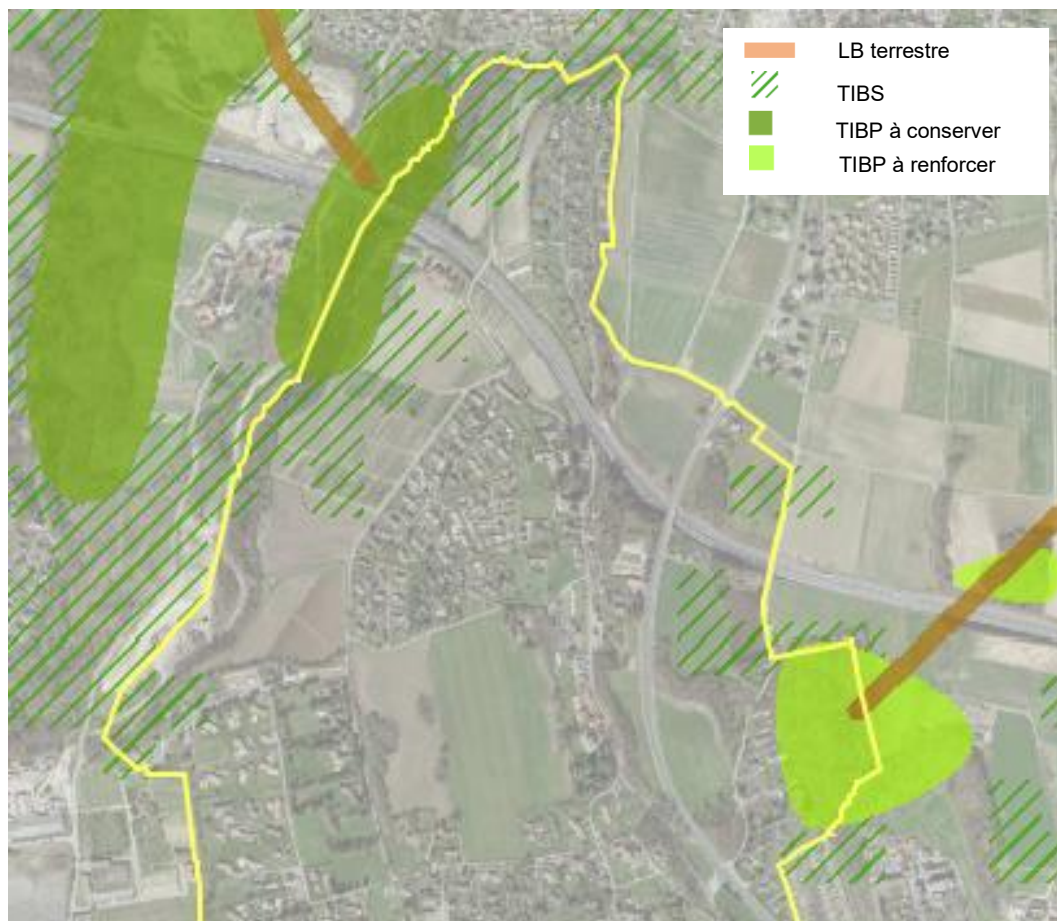 LB terrestre
TIBS
TIBP à conserver
TIBP à renforcer